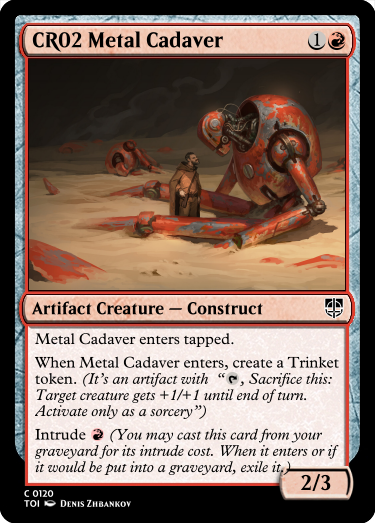 CR02 Metal Cadaver
1
Artifact Creature — Construct
Metal Cadaver enters tapped.
When Metal Cadaver enters, create a Trinket
token. (It's an artifact with “, Sacrifice this:
Target creature gets +1/+1 until end of turn.
Activate only as a sorcery”)
Intrude (You may cast this card from your
graveyard for its intrude cost. When it enters or if
it would be put into a graveyard, exile it.)
2/3
C 0120
TOI DENIS ZHBANKOV